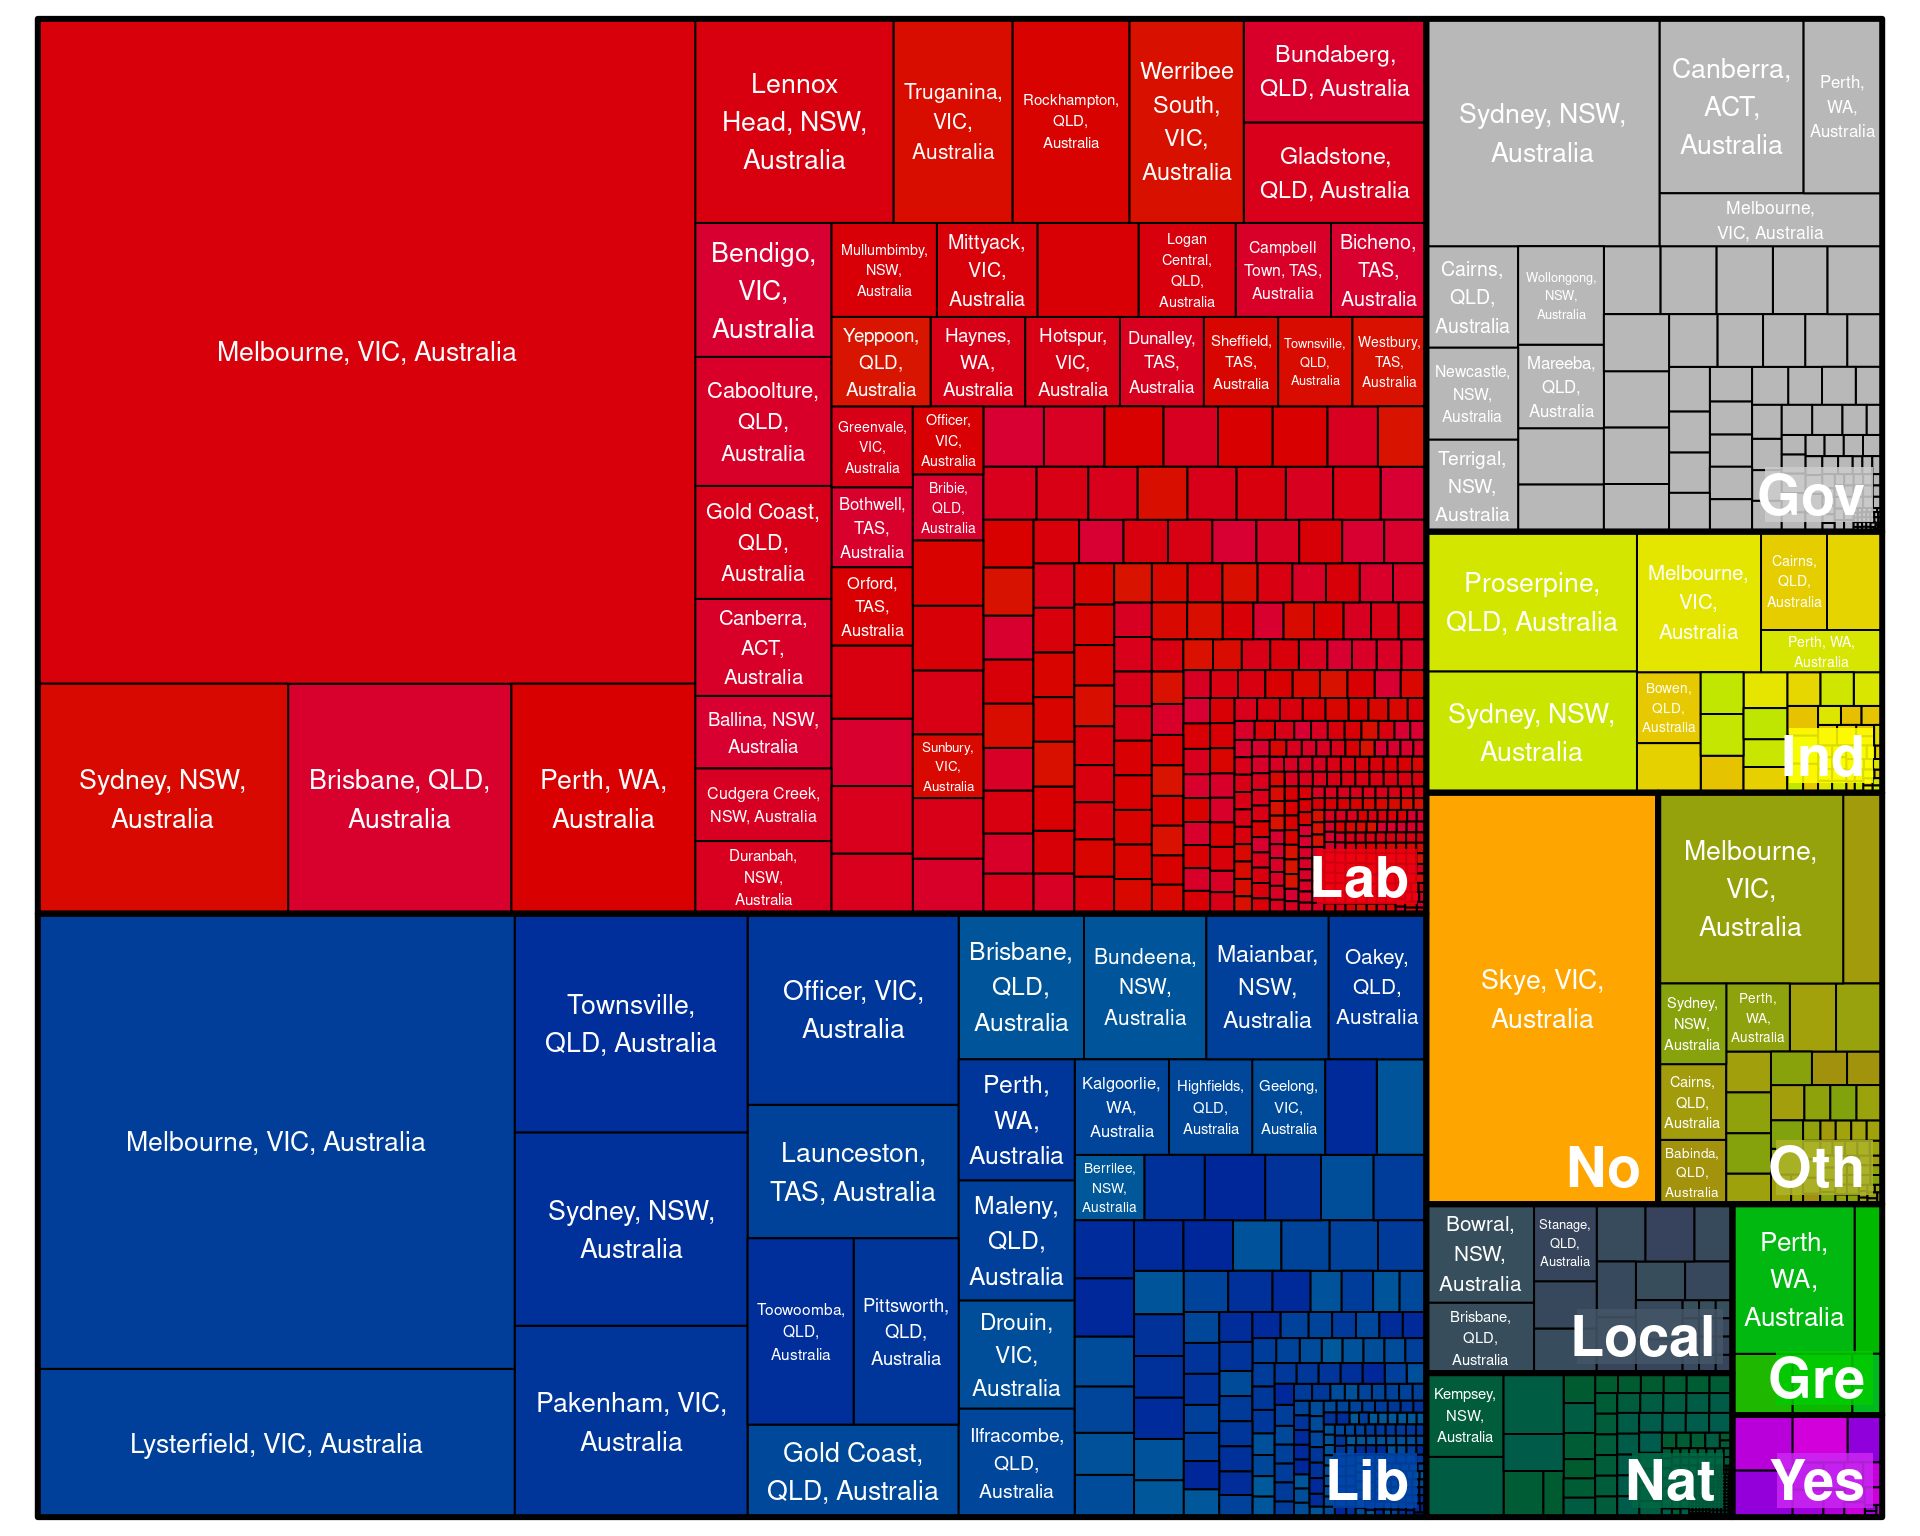 Melbourne, VIC, Australia
Sydney, NSW,
Australia
Brisbane, QLD,
Australia
Perth, WA,
Australia
Lennox
Head, NSW,
Australia
Truganina,
VIC,
Australia
Rockhampton,
QLD,
Australia
Werribee
South,
VIC,
Australia
Bundaberg,
QLD, Australia
Gladstone,
QLD, Australia
Bendigo,
VIC,
Australia
Caboolture,
QLD,
Australia
Gold Coast,
QLD,
Australia
Canberra,
ACT,
Australia
Ballina, NSW,
Australia
Cudgera Creek,
NSW, Australia
Duranbah,
NSW,
Australia
Mullumbimby,
NSW,
Australia
Mittyack,
VIC,
Australia
Logan
Central,
QLD,
Australia
Campbell
Town, TAS,
Australia
Bicheno,
TAS,
Australia
Yeppoon,
QLD,
Australia
Haynes,
WA,
Australia
Hotspur,
VIC,
Australia
Dunalley,
TAS,
Australia
Sheffield,
TAS,
Australia
Townsville,
QLD,
Australia
Westbury,
TAS,
Australia
Greenvale,
VIC,
Australia
Bothwell,
TAS,
Australia
Orford,
TAS,
Australia
Officer,
VIC,
Australia
Bribie,
QLD,
Australia
Sunbury,
VIC,
Australia
Lab
Melbourne, VIC, Australia
Lysterfield, VIC, Australia
Townsville,
QLD, Australia
Sydney, NSW,
Australia
Pakenham, VIC,
Australia
Officer, VIC,
Australia
Launceston,
TAS, Australia
Toowoomba,
QLD,
Australia
Pittsworth,
QLD,
Australia
Gold Coast,
QLD, Australia
Brisbane,
QLD,
Australia
Bundeena,
NSW,
Australia
Maianbar,
NSW,
Australia
Oakey,
QLD,
Australia
Perth,
WA,
Australia
Maleny,
QLD,
Australia
Drouin,
VIC,
Australia
Ilfracombe,
QLD,
Australia
Kalgoorlie,
WA,
Australia
Highfields,
QLD,
Australia
Geelong,
VIC,
Australia
Berrilee,
NSW,
Australia
Lib
Sydney, NSW,
Australia
Canberra,
ACT,
Australia
Perth,
WA,
Australia
Melbourne,
VIC, Australia
Cairns,
QLD,
Australia
Newcastle,
NSW,
Australia
Terrigal,
NSW,
Australia
Wollongong,
NSW,
Australia
Mareeba,
QLD,
Australia
Gov
Proserpine,
QLD, Australia
Sydney, NSW,
Australia
Melbourne,
VIC,
Australia
Cairns,
QLD,
Australia
Perth, WA,
Australia
Bowen,
QLD,
Australia
Ind
Skye, VIC,
Australia
No
Melbourne,
VIC,
Australia
Sydney,
NSW,
Australia
Perth,
WA,
Australia
Cairns,
QLD,
Australia
Babinda,
QLD,
Australia
Oth
Bowral,
NSW,
Australia
Brisbane,
QLD,
Australia
Stanage,
QLD,
Australia
Local
Perth,
WA,
Australia
Gre
Kempsey,
NSW,
Australia
Nat
Yes